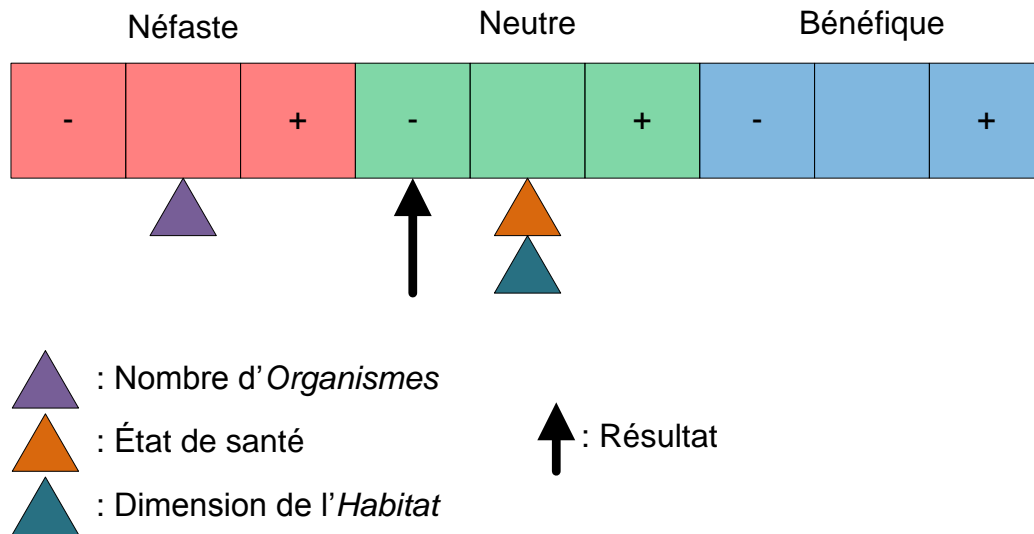 Néfaste Neutre Bénéfique
- + - + - +
: Nombre d'Organismes
: État de santé
: Résultat
: Dimension de l'Habitat